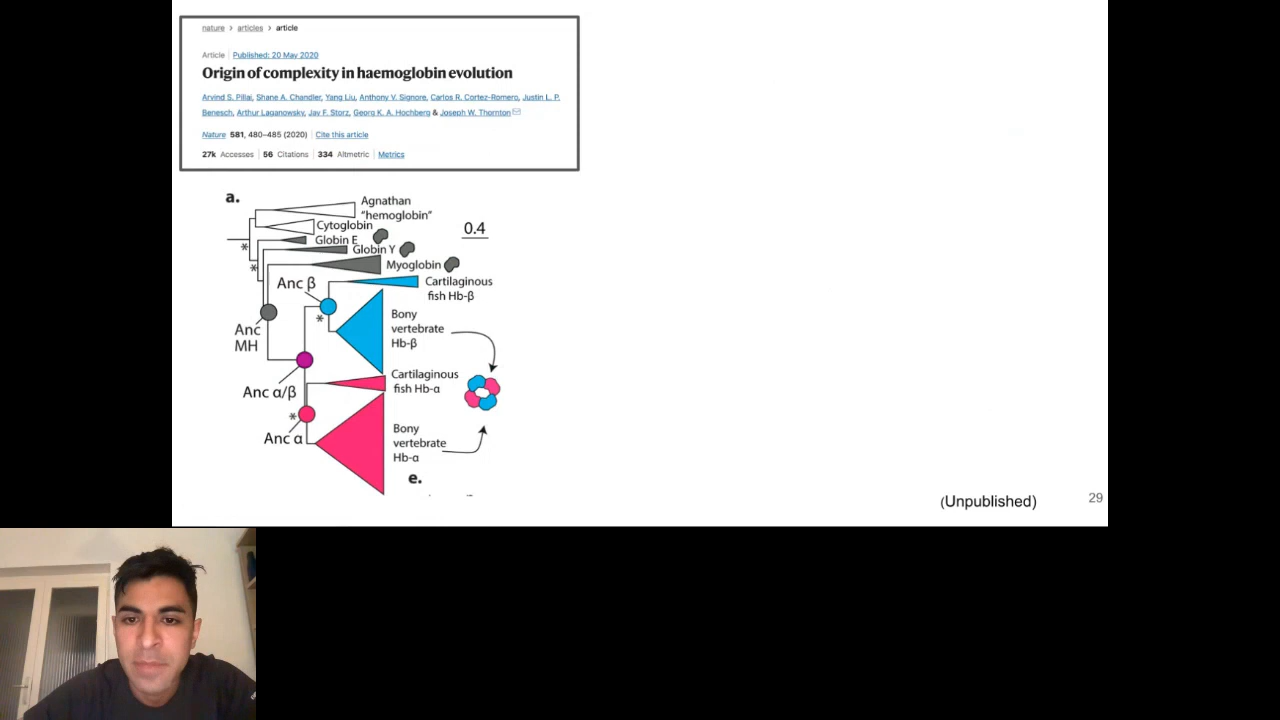 nature > articles > article
Article | Published: 20 May 2020
Origin of complexity in haemoglobin evolution
Arvind S. Pillai, Shane A. Chandler, Yang Liu, Anthony V. Signore, Carlos R. Cortez-Romero, Justin L. P.
Benesch, Arthur Laganowsky, Jay F. Storz, Georg K. A. Hochberg & Joseph W. Thornton
Nature 581, 480–485 (2020) | Cite this article
27k Accesses | 56 Citations | 334 Altmetric | Metrics
a.
Agnathan
"hemoglobin"
Cytoglobin
0.4
Globin E
*
Globin Y
*
Myoglobin
Anc β
Cartilaginous
fish Hb-β
*
Bony
vertebrate
Hb-β
Anc
MH
Cartilaginous
fish Hb-α
Anc α/β
*
Anc α
Bony
vertebrate
Hb-α
e.
(Unpublished)
29